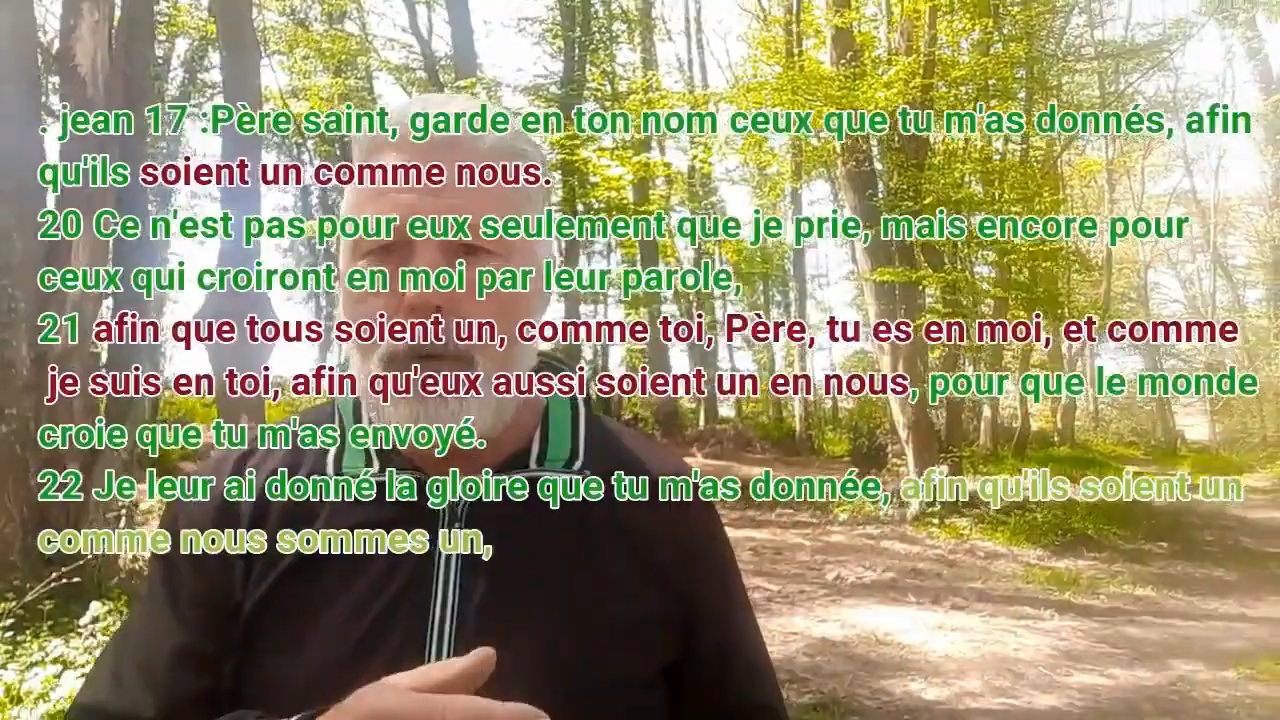 . jean 17 :Père saint, garde en ton nom ceux que tu m'as donnés, afin
qu'ils soient un comme nous.
20 Ce n'est pas pour eux seulement que je prie, mais encore pour
ceux qui croiront en moi par leur parole,
21 afin que tous soient un, comme toi, Père, tu es en moi, et comme
je suis en toi, afin qu'eux aussi soient un en nous, pour que le monde
croie que tu m'as envoyé.
22 Je leur ai donné la gloire que tu m'as donnée, afin qu'ils soient un
comme nous sommes un,